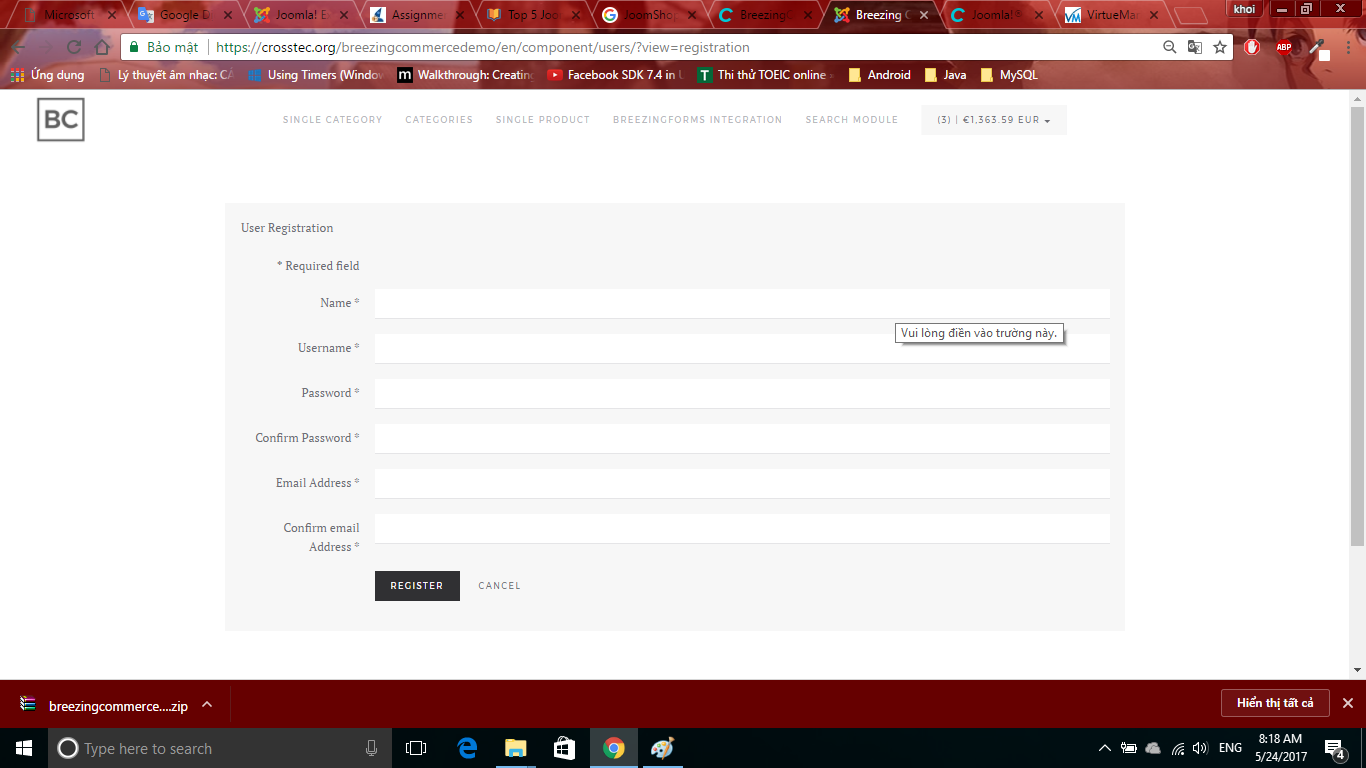 Microsoft
Google D
Joomla! E
Assignme
Top 5 Joo
JoomShop
Breezing
Breezing C
Joomla!®
VirtueMar
khoi
Bảo mật
https://crosstec.org/breezingcommercedemo/en/component/users/?view=registration
ABP
Ứng dụng
Lý thuyết âm nhạc: CÁ
Using Timers (Window
m
Walkthrough: Creating
Facebook SDK 7.4 in U
T
Thi thử TOEIC online
Android
Java
MySQL
BC
SINGLE CATEGORY
CATEGORIES
SINGLE PRODUCT
BREEZINGFORMS INTEGRATION
SEARCH MODULE
(3) | €1,363.59 EUR
User Registration
* Required field
Name *
Vui lòng điền vào trường này.
Username *
Password *
Confirm Password *
Email Address *
Confirm email
Address *
REGISTER
CANCEL
breezingcommerce....zip
Hiển thị tất cả
Type here to search
ENG
8:18 AM
5/24/2017
4